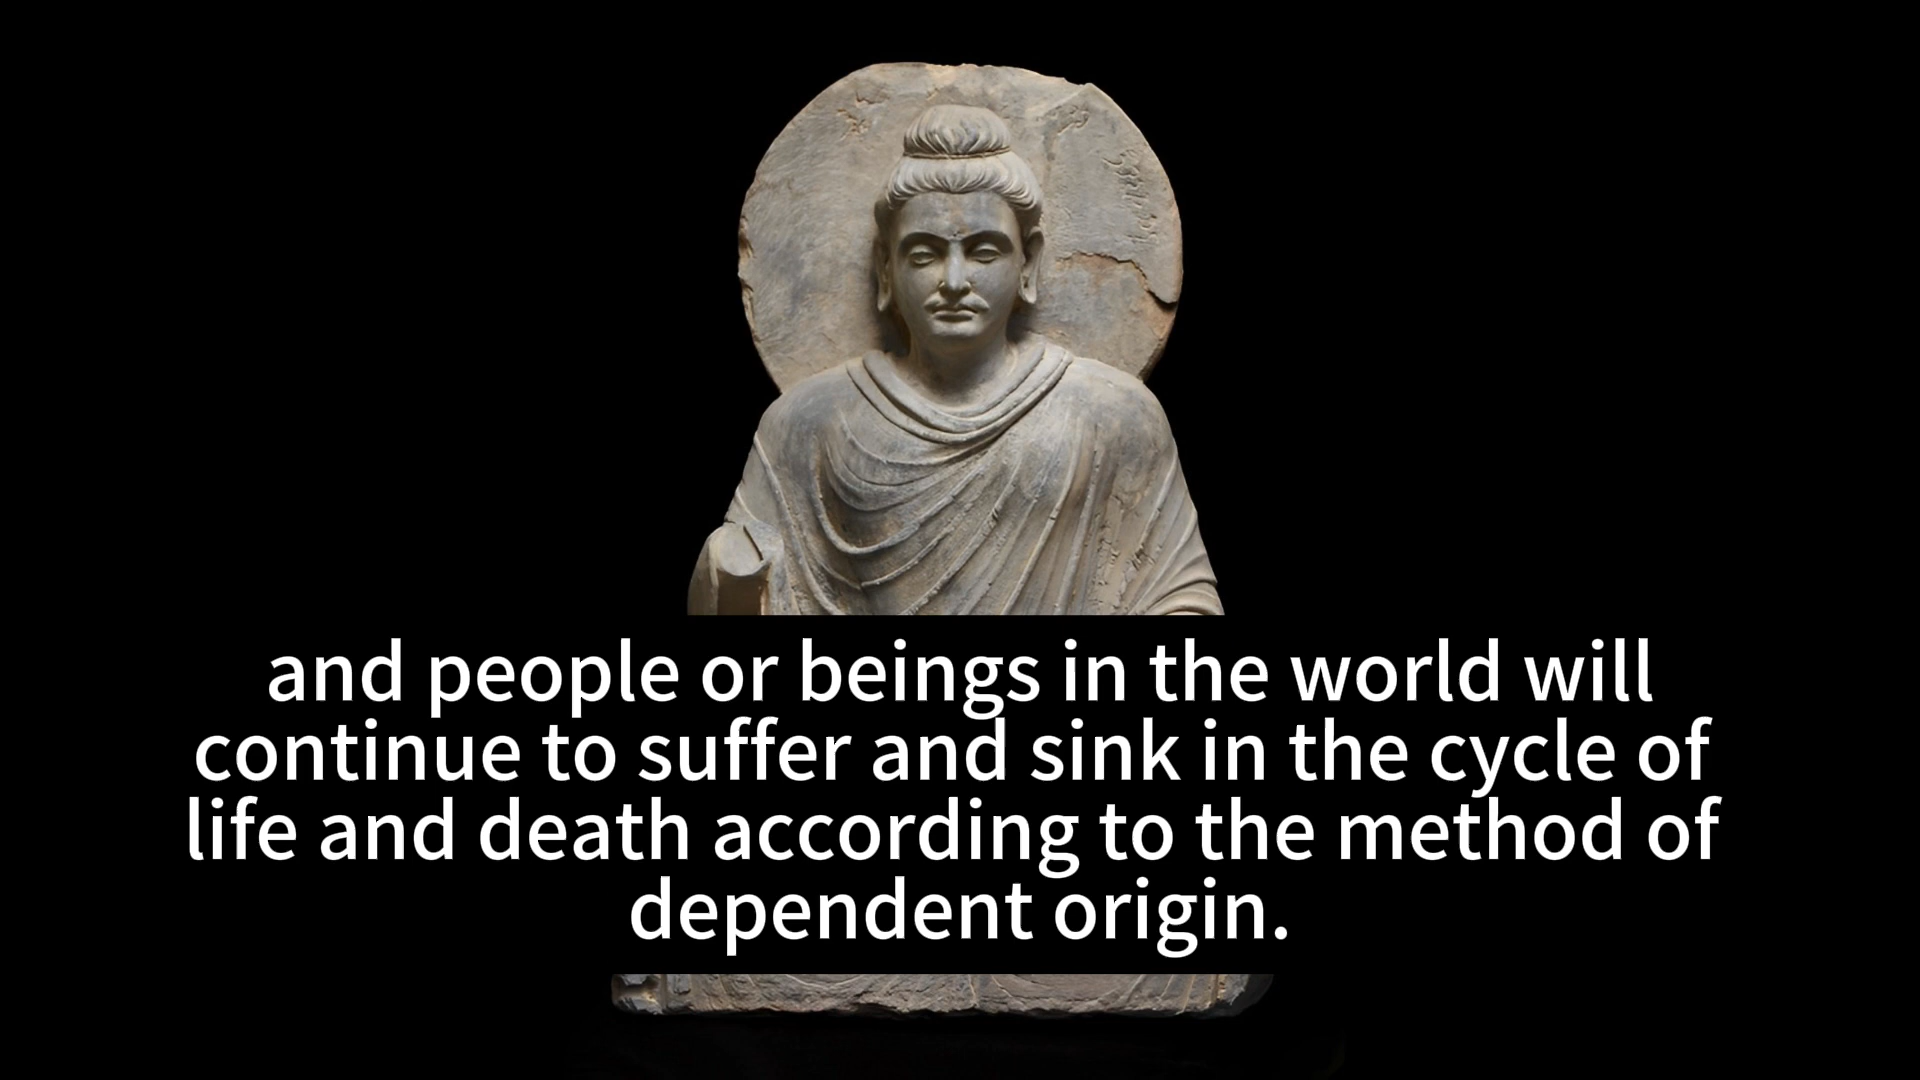 and people or beings in the world will
continue to suffer and sink in the cycle of
life and death according to the method of
dependent origin.